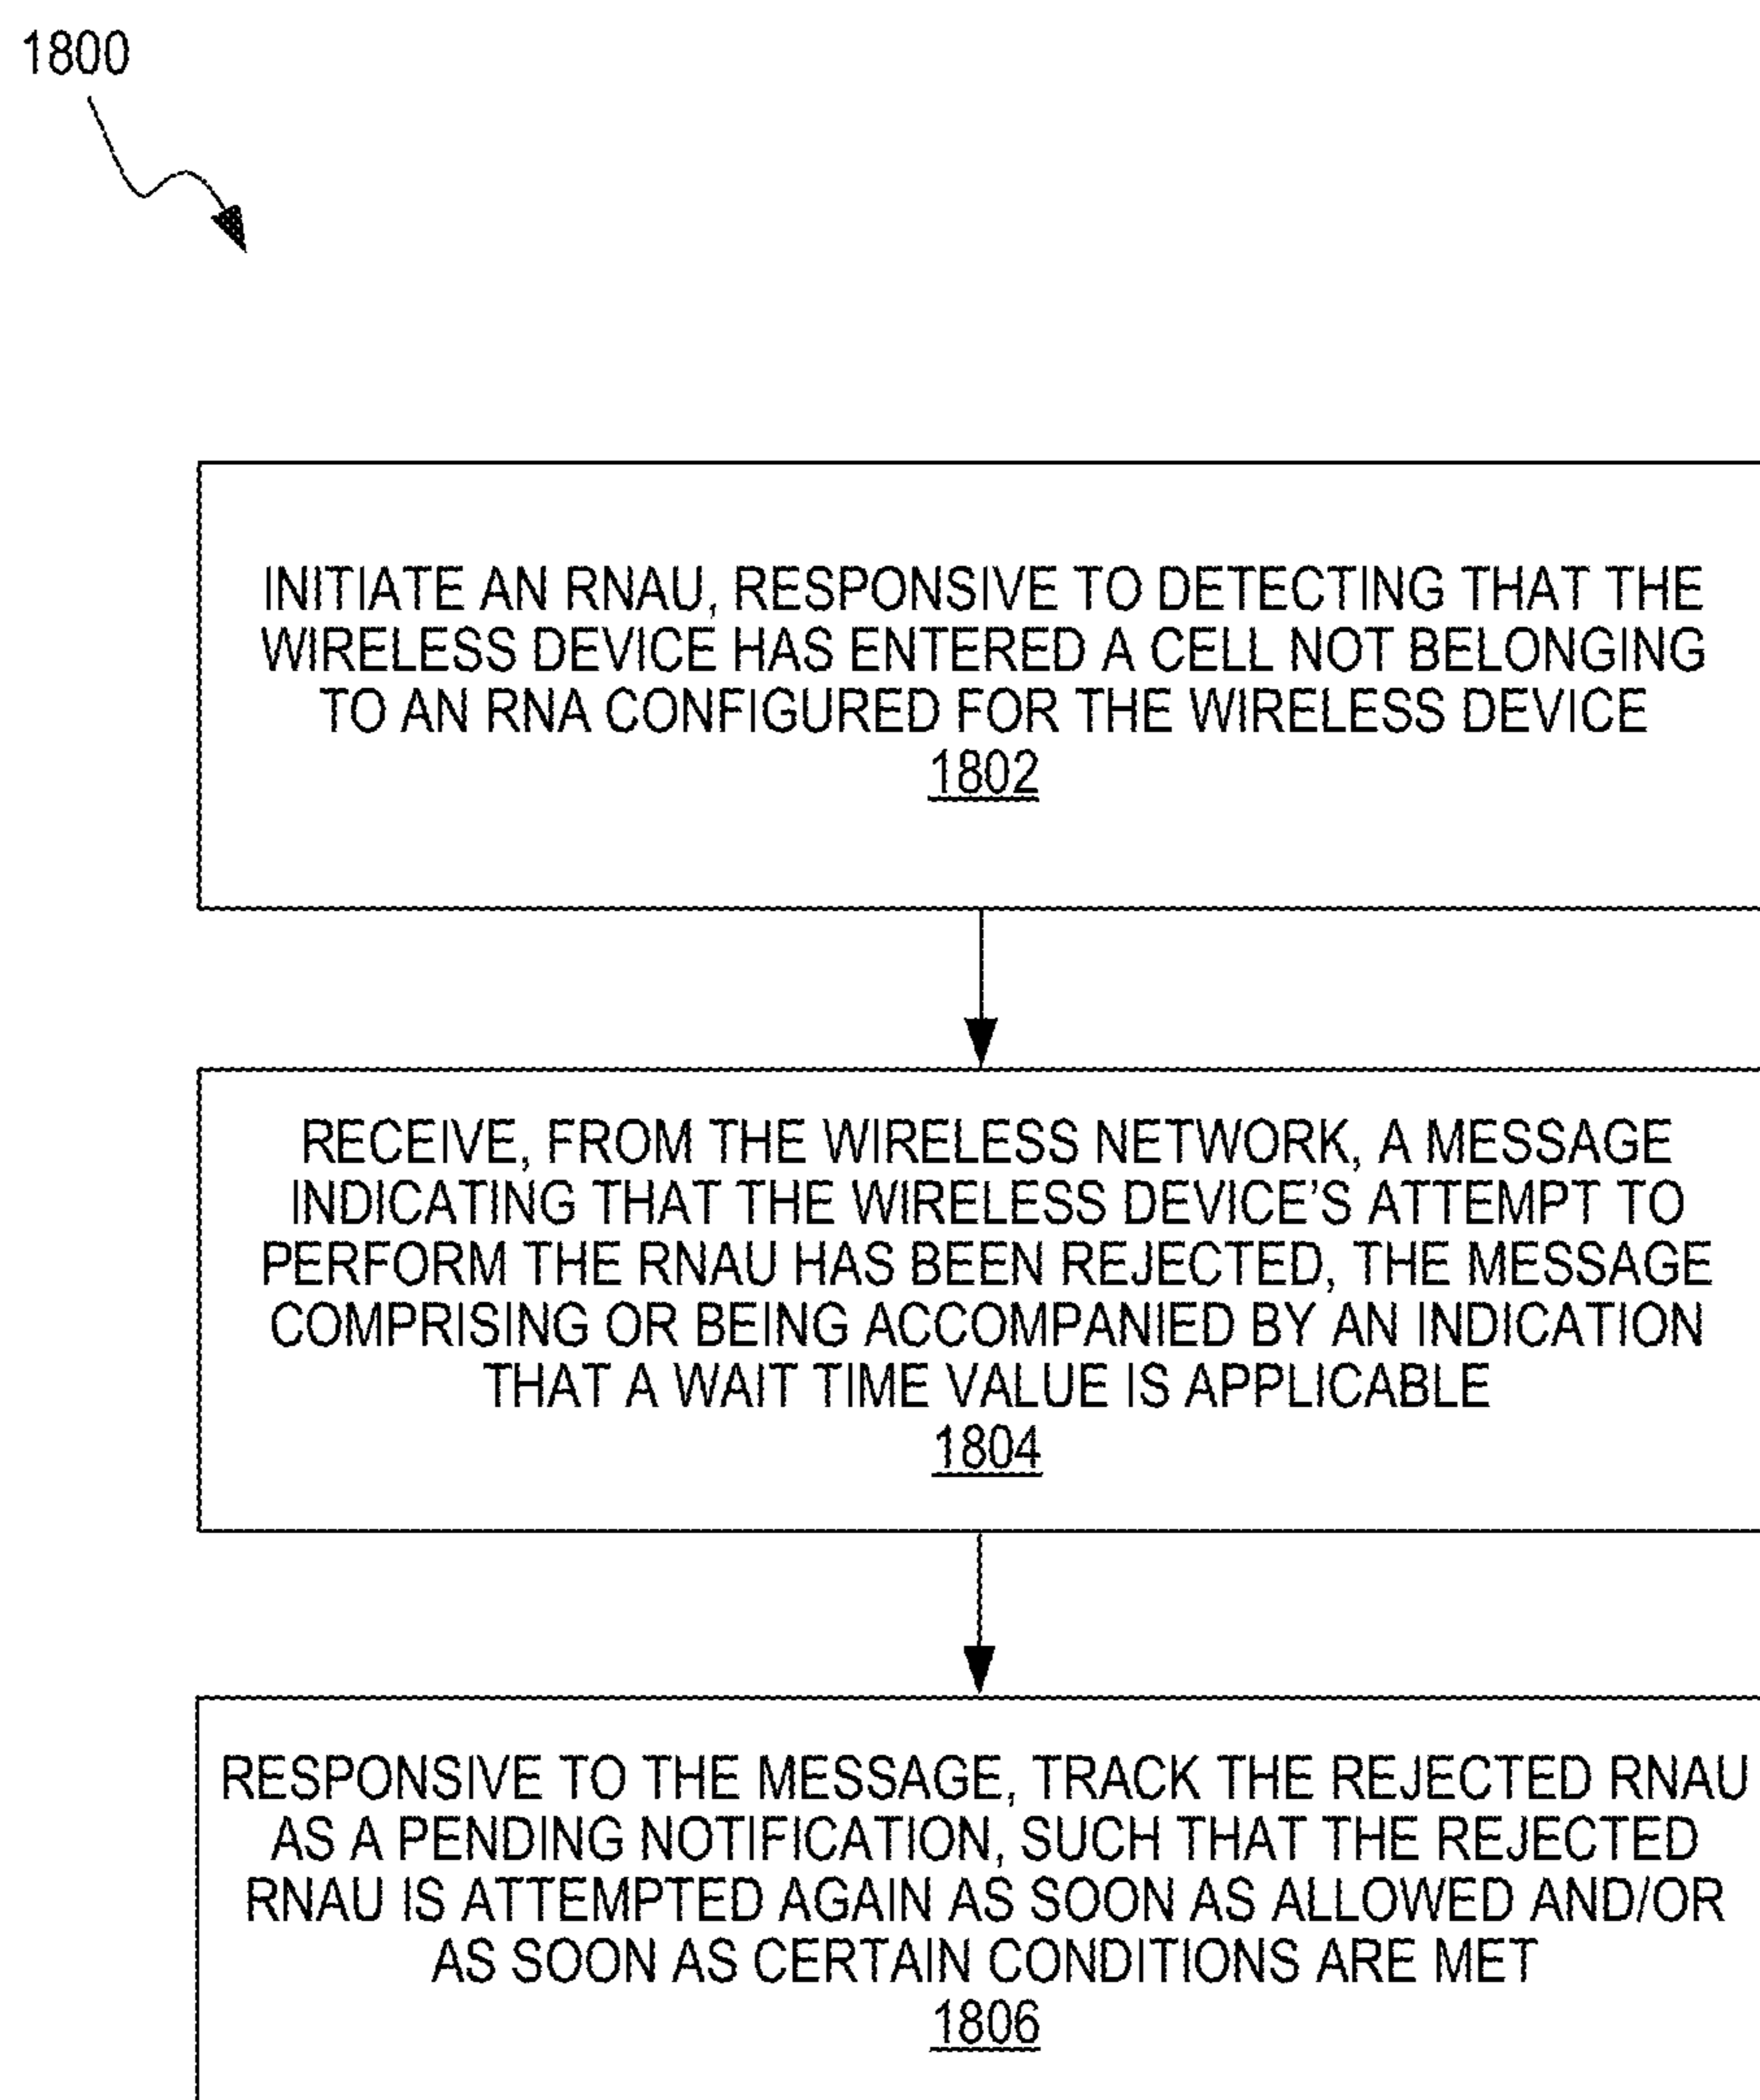 1800
INITIATE AN RNAU, RESPONSIVE TO DETECTING THAT THE
WIRELESS DEVICE HAS ENTERED A CELL NOT BELONGING
TO AN RNA CONFIGURED FOR THE WIRELESS DEVICE
1802
RECEIVE, FROM THE WIRELESS NETWORK, A MESSAGE
INDICATING THAT THE WIRELESS DEVICE'S ATTEMPT TO
PERFORM THE RNAU HAS BEEN REJECTED, THE MESSAGE
COMPRISING OR BEING ACCOMPANIED BY AN INDICATION
THAT A WAIT TIME VALUE IS APPLICABLE
1804
RESPONSIVE TO THE MESSAGE, TRACK THE REJECTED RNAU
AS A PENDING NOTIFICATION, SUCH THAT THE REJECTED
RNAU IS ATTEMPTED AGAIN AS SOON AS ALLOWED AND/OR
AS SOON AS CERTAIN CONDITIONS ARE MET
1806